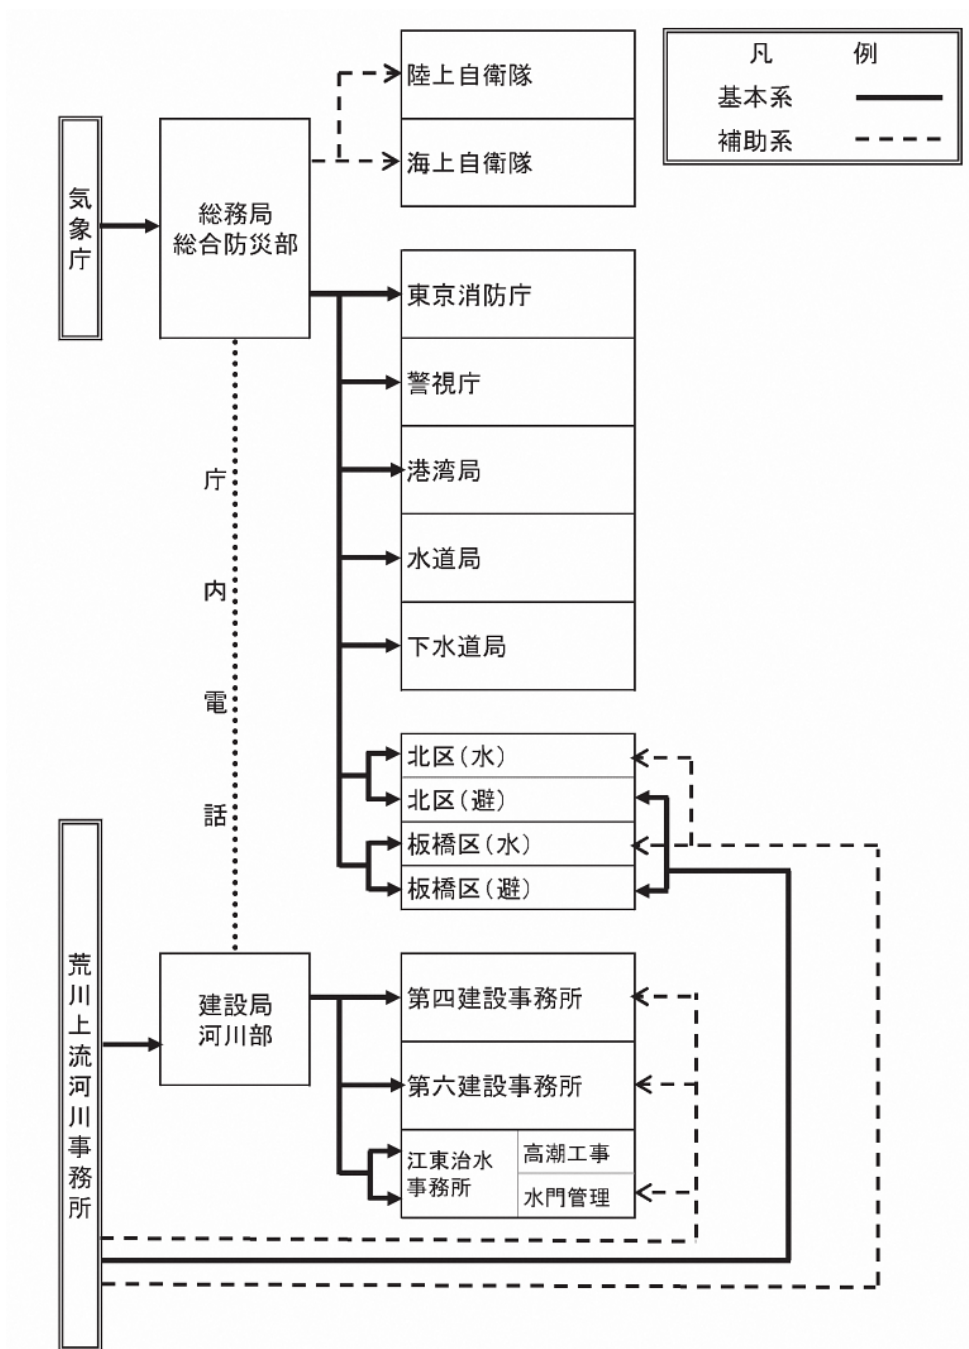 凡 例
基本系
補助系
陸上自衛隊
海上自衛隊
気象庁
総務局
総合防災部
東京消防庁
警視庁
港湾局
水道局
下水道局
庁内電話
北区(水)
北区(避)
板橋区(水)
板橋区(避)
荒川上流河川事務所
建設局
河川部
第四建設事務所
第六建設事務所
江東治水
事務所
高潮工事
水門管理